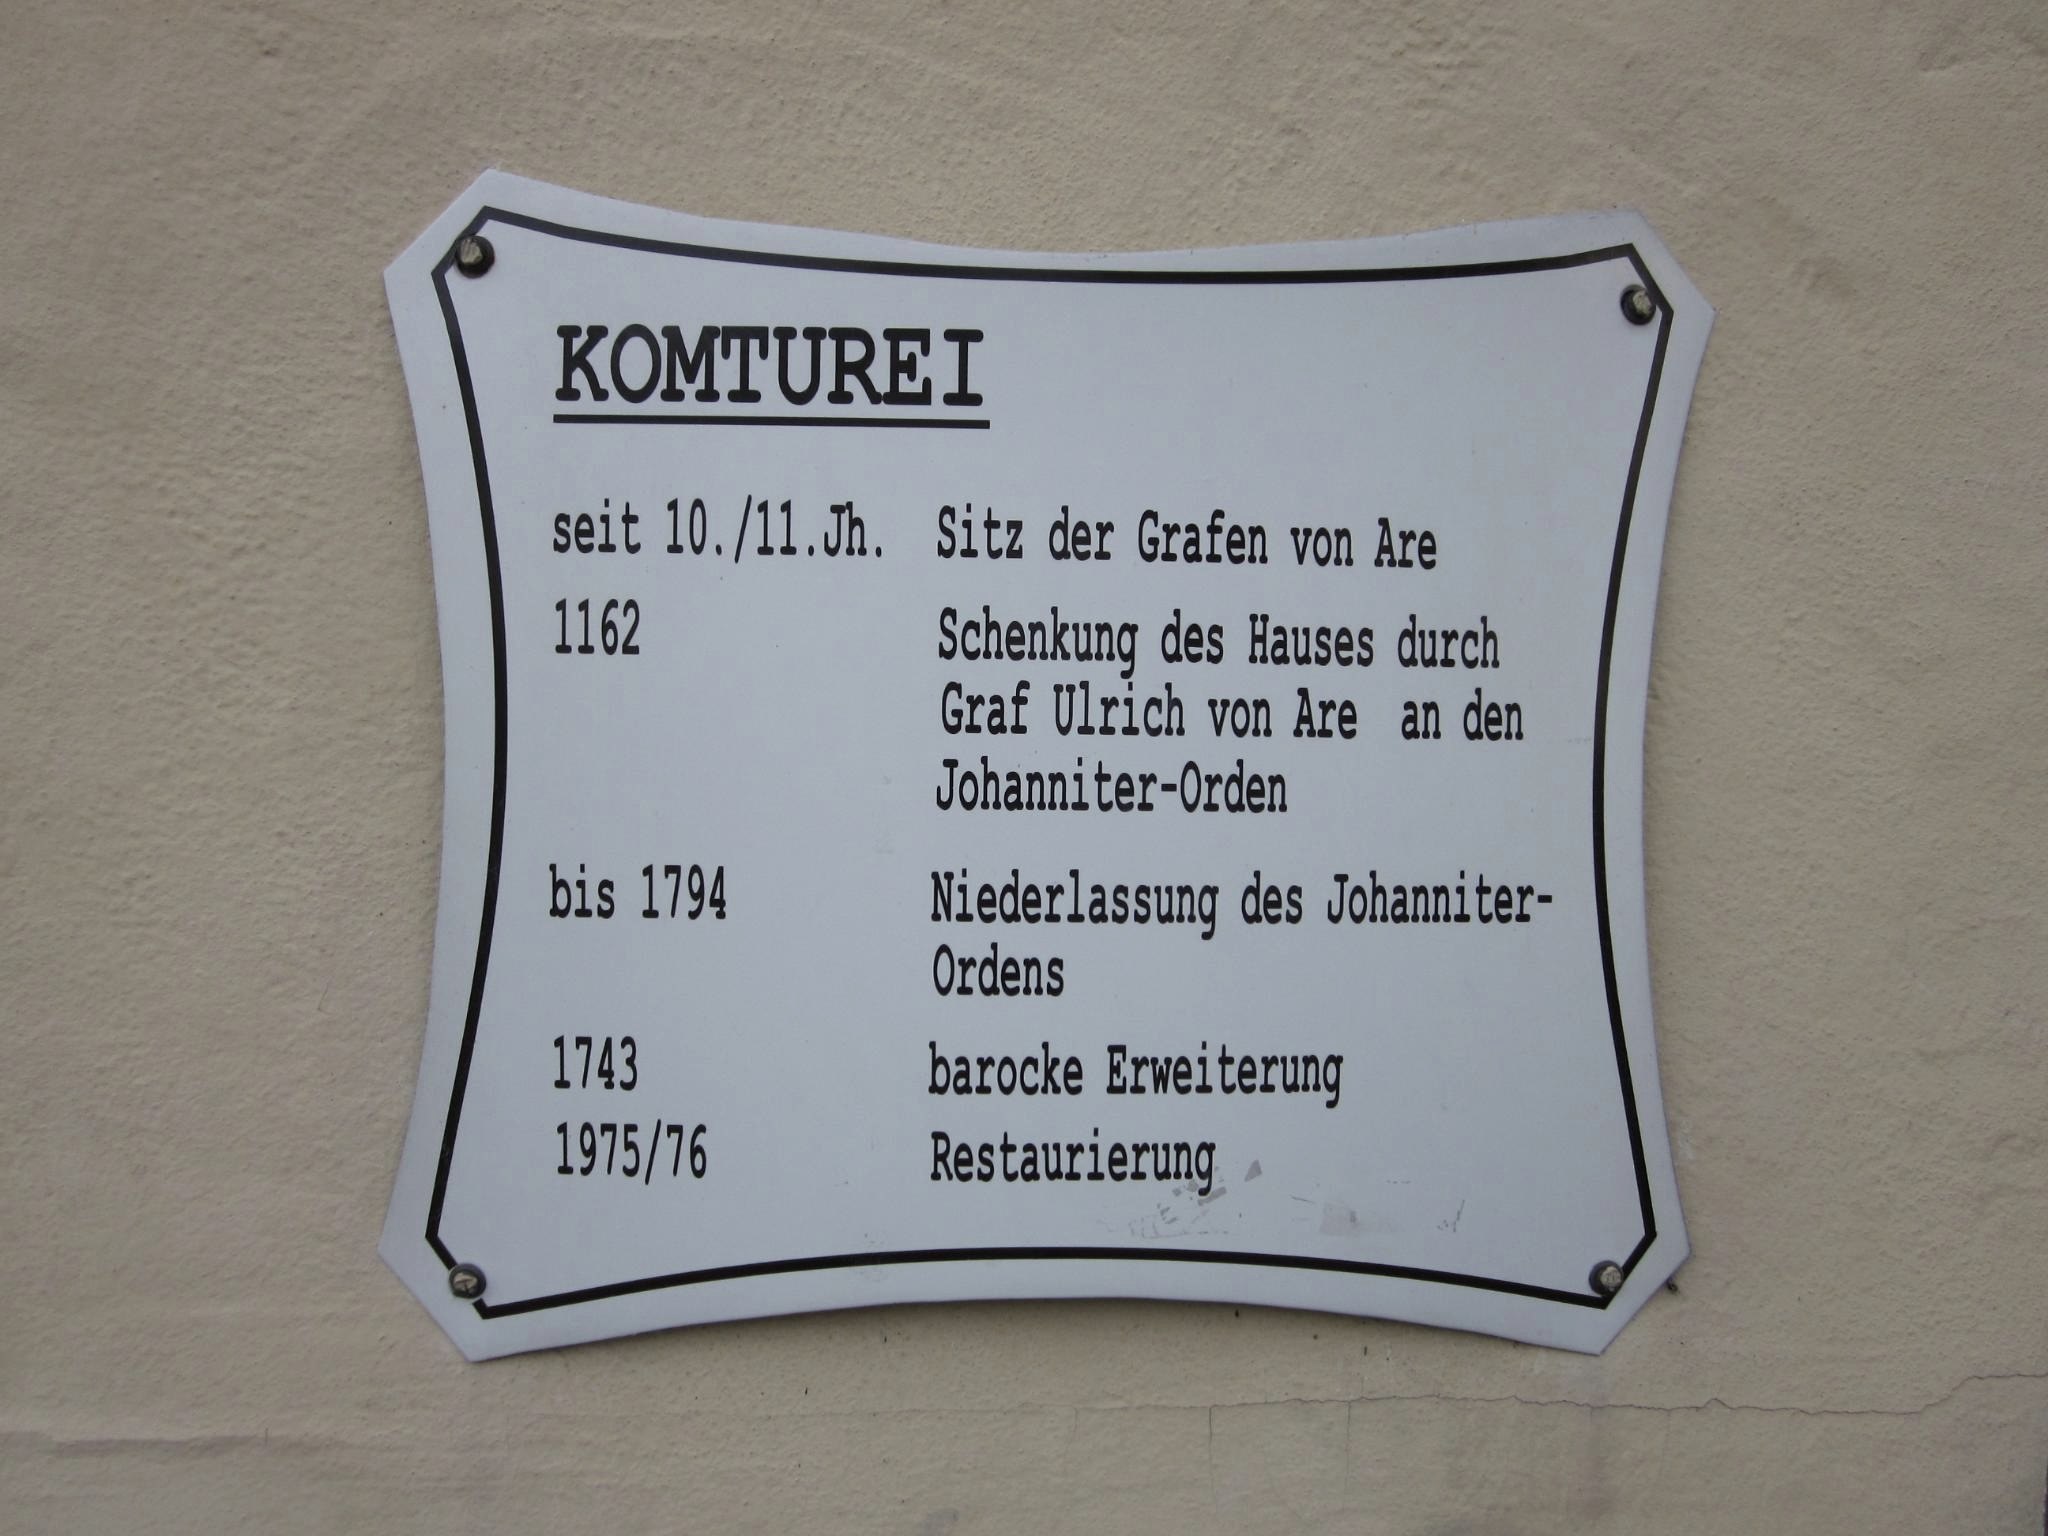 KOMTUREI
seit 10./11.Jh. Sitz der Grafen von Are
1162 Schenkung des Hauses durch
Graf Ulrich von Are an den
Johanniter-Orden
bis 1794 Niederlassung des Johanniter-
Ordens
1743 barocke Erweiterung
1975/76 Restaurierung